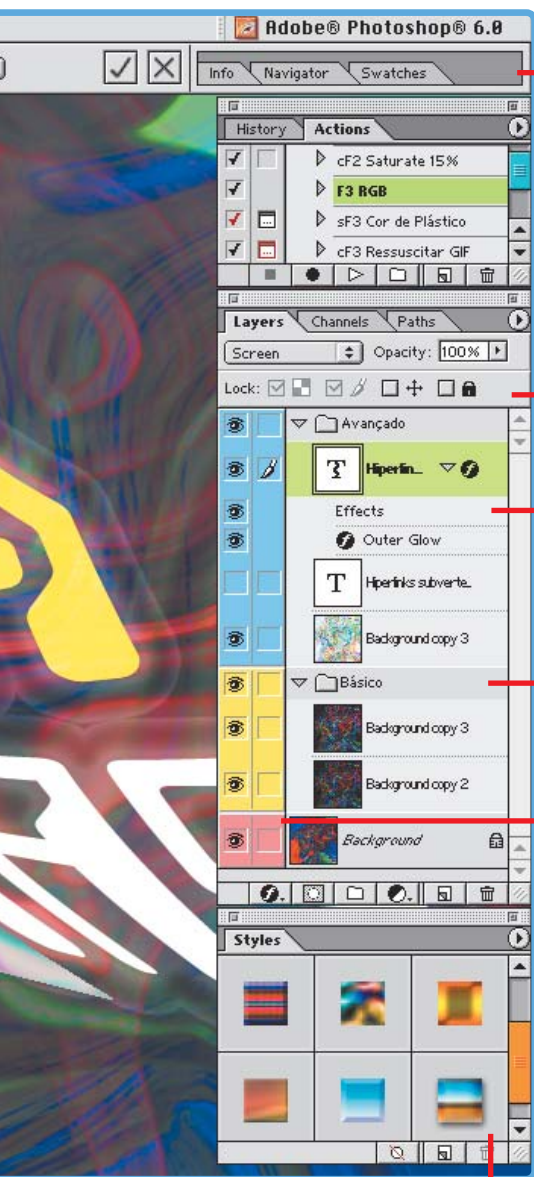 Adobe® Photoshop® 6.0
Info Navigator Swatches
History Actions
cF2 Saturate 15%
F3 RGB
sF3 Cor de Plástico
cF3 Ressuscitar GIF
Layers Channels Paths
Screen Opacity: 100%
Lock:
Avançado
T Hiperlin...
Effects
Outer Glow
T Hiperlinks subverte...
Background copy 3
Básico
Background copy 3
Background copy 2
Background
Styles